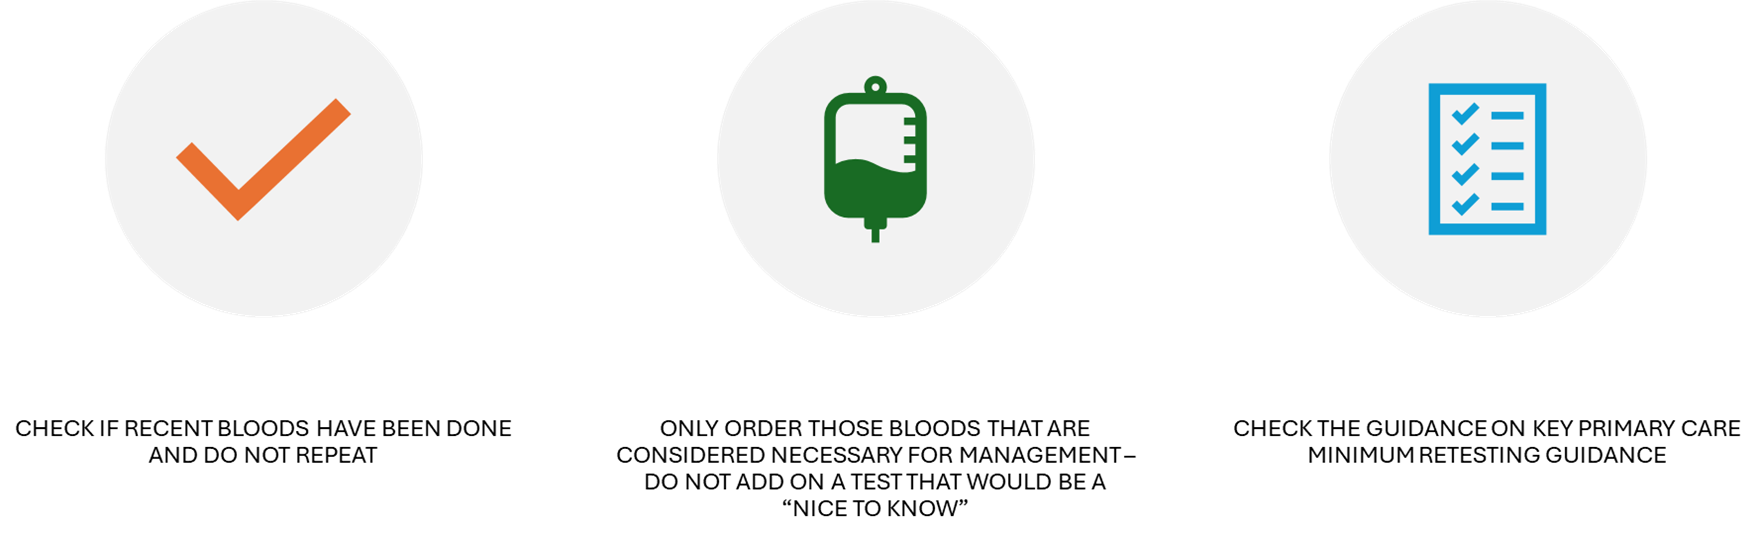 CHECK IF RECENT BLOODS HAVE BEEN DONE
AND DO NOT REPEAT
ONLY ORDER THOSE BLOODS THAT ARE
CONSIDERED NECESSARY FOR MANAGEMENT –
DO NOT ADD ON A TEST THAT WOULD BE A
“NICE TO KNOW”
CHECK THE GUIDANCE ON KEY PRIMARY CARE
MINIMUM RETESTING GUIDANCE